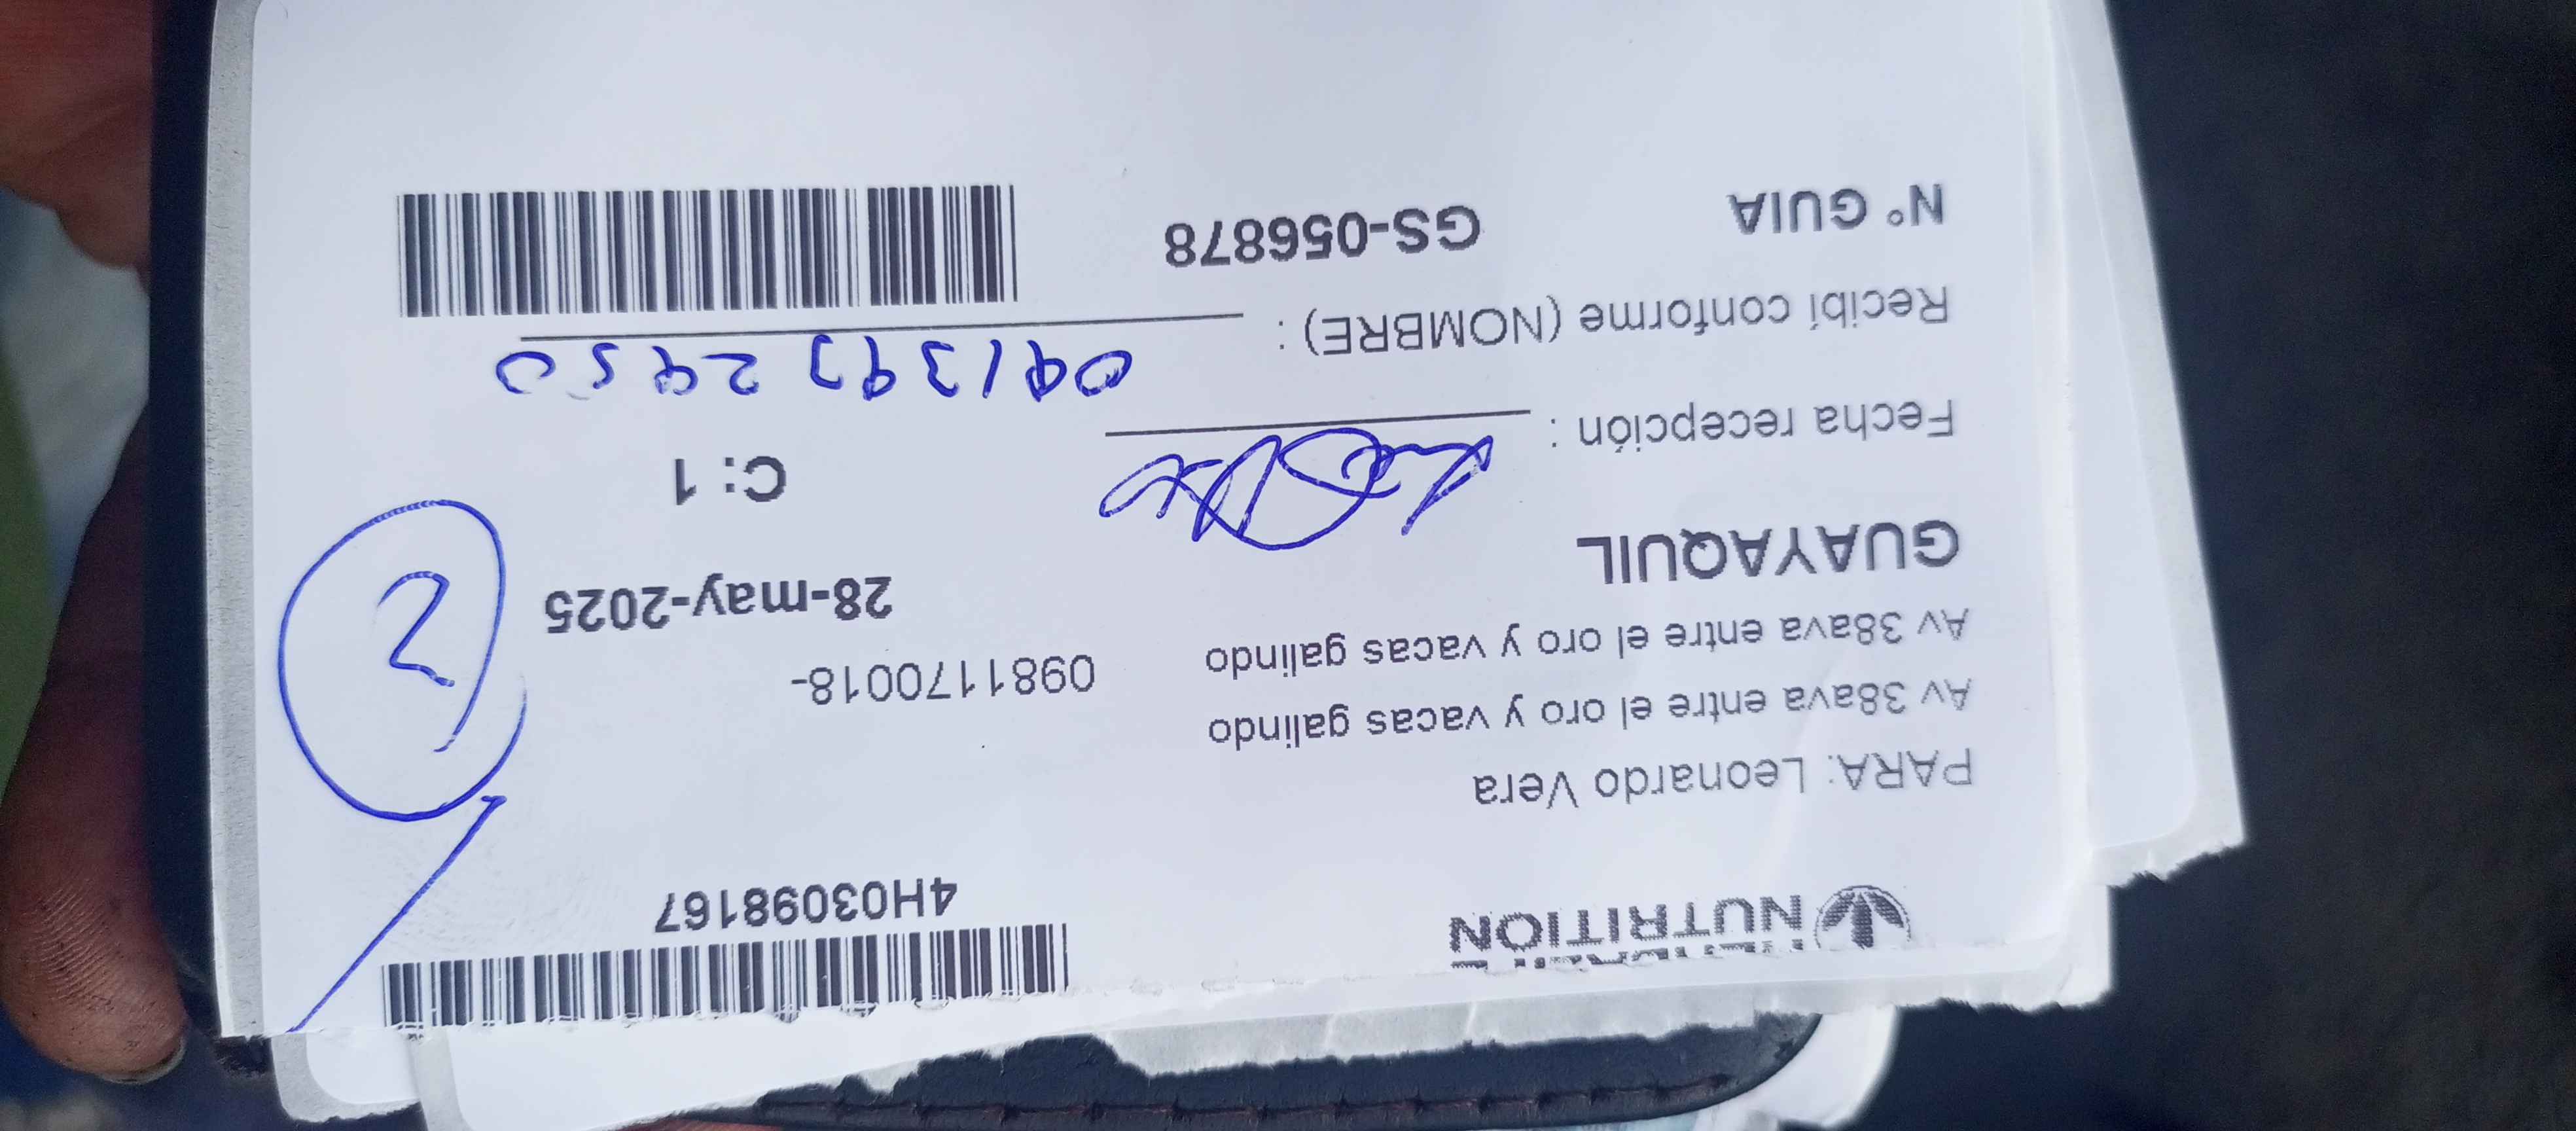 NUTRITION
4H03098167
PARA: Leonardo Vera
Av 38ava entre el oro y vacas galindo
Av 38ava entre el oro y vacas galindo
0981170018-
GUAYAQUIL
28-may-2025
2
C: 1
Fecha recepción :
Recibí conforme (NOMBRE) :
N° GUIA
GS-056878